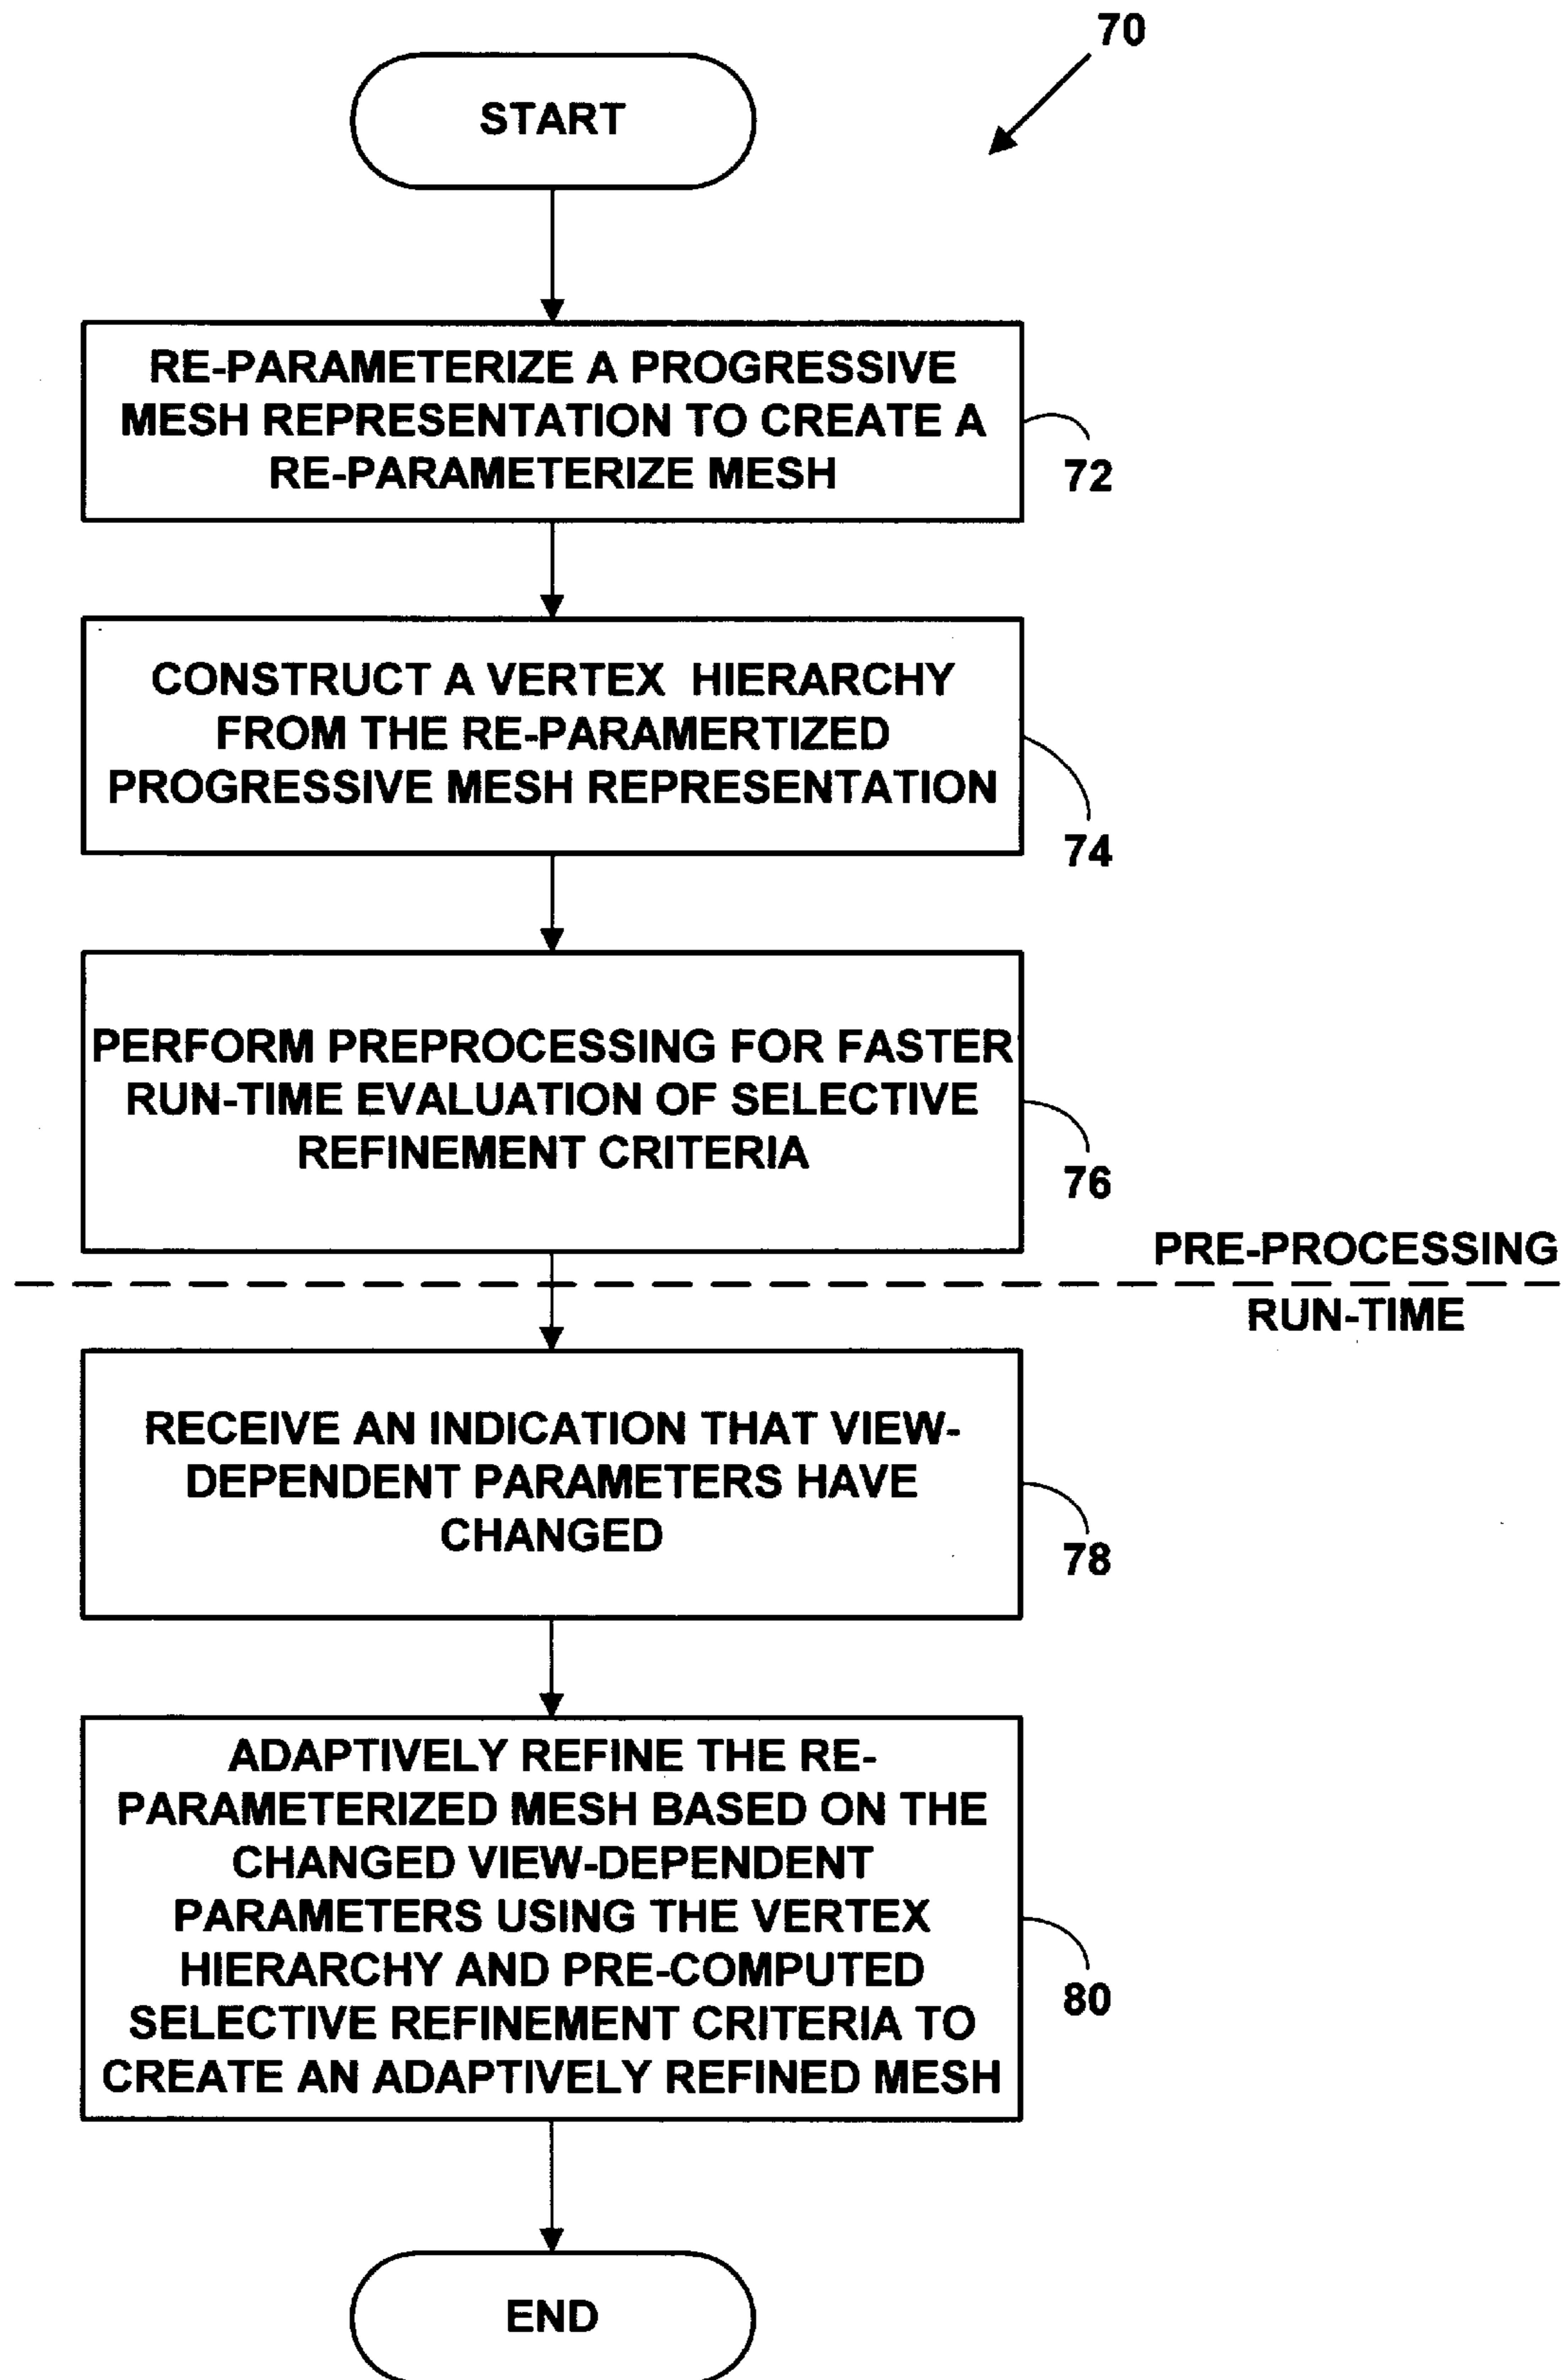 70
START
RE-PARAMETERIZE A PROGRESSIVE
MESH REPRESENTATION TO CREATE A
RE-PARAMETERIZE MESH
72
CONSTRUCT A VERTEX HIERARCHY
FROM THE RE-PARAMERTIZED
PROGRESSIVE MESH REPRESENTATION
74
PERFORM PREPROCESSING FOR FASTER
RUN-TIME EVALUATION OF SELECTIVE
REFINEMENT CRITERIA
76
PRE-PROCESSING
RUN-TIME
RECEIVE AN INDICATION THAT VIEW-
DEPENDENT PARAMETERS HAVE
CHANGED
78
ADAPTIVELY REFINE THE RE-
PARAMETERIZED MESH BASED ON THE
CHANGED VIEW-DEPENDENT
PARAMETERS USING THE VERTEX
HIERARCHY AND PRE-COMPUTED
SELECTIVE REFINEMENT CRITERIA TO
CREATE AN ADAPTIVELY REFINED MESH
80
END